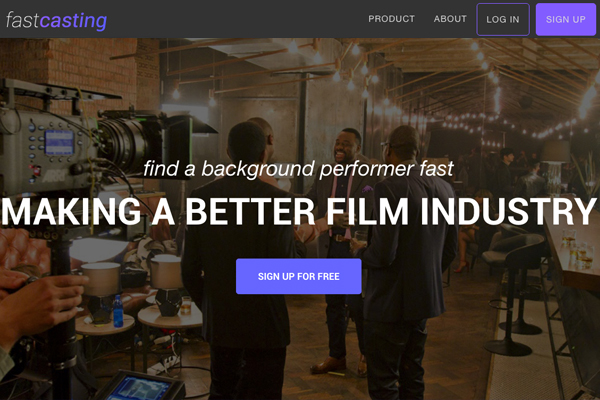 fastcasting
PRODUCT
ABOUT
LOG IN
SIGN UP
find a background performer fast
MAKING A BETTER FILM INDUSTRY
SIGN UP FOR FREE